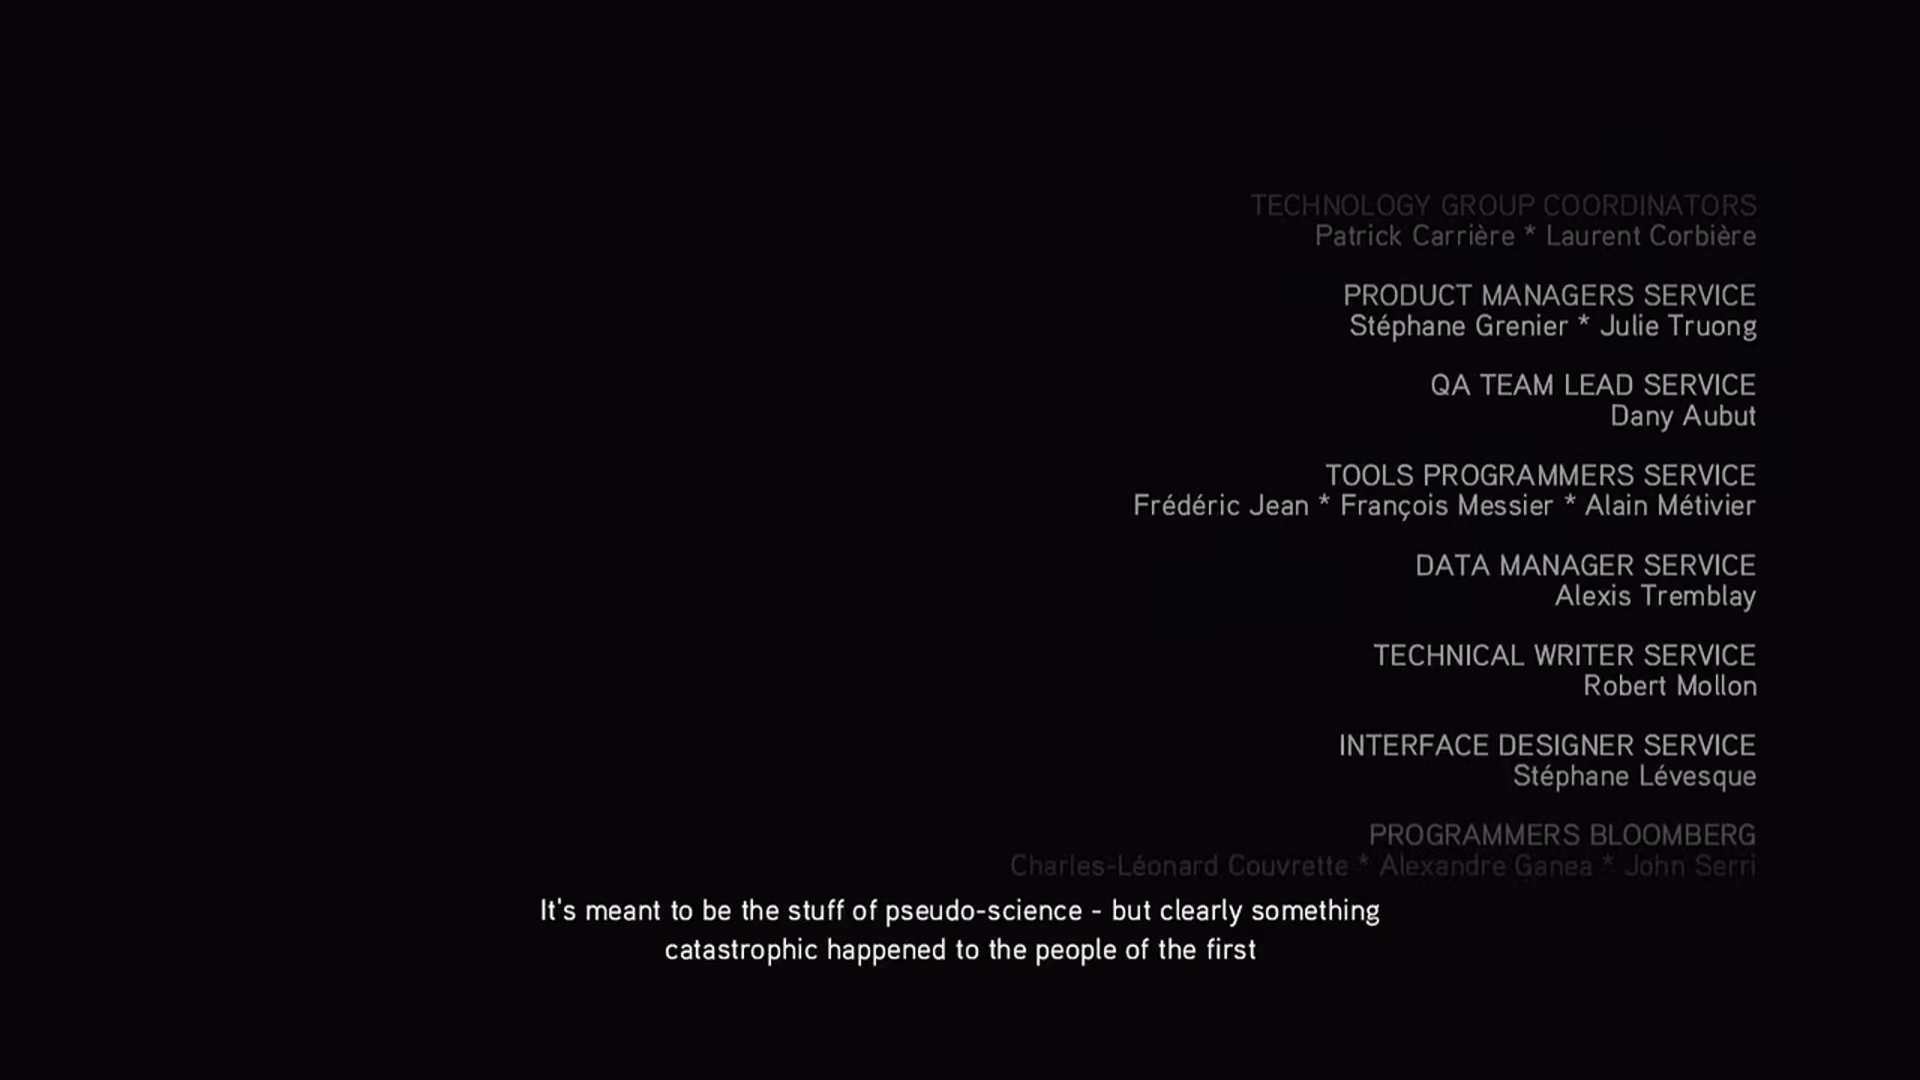 TECHNOLOGY GROUP COORDINATORS
Patrick Carrière * Laurent Corbière
PRODUCT MANAGERS SERVICE
Stéphane Grenier * Julie Truong
QA TEAM LEAD SERVICE
Dany Aubut
TOOLS PROGRAMMERS SERVICE
Frédéric Jean * François Messier * Alain Métivier
DATA MANAGER SERVICE
Alexis Tremblay
TECHNICAL WRITER SERVICE
Robert Mollon
INTERFACE DESIGNER SERVICE
Stéphane Lévesque
PROGRAMMERS BLOOMBERG
Charles-Léonard Couvrette * Alexandre Ganea * John Serri
It's meant to be the stuff of pseudo-science - but clearly something
catastrophic happened to the people of the first